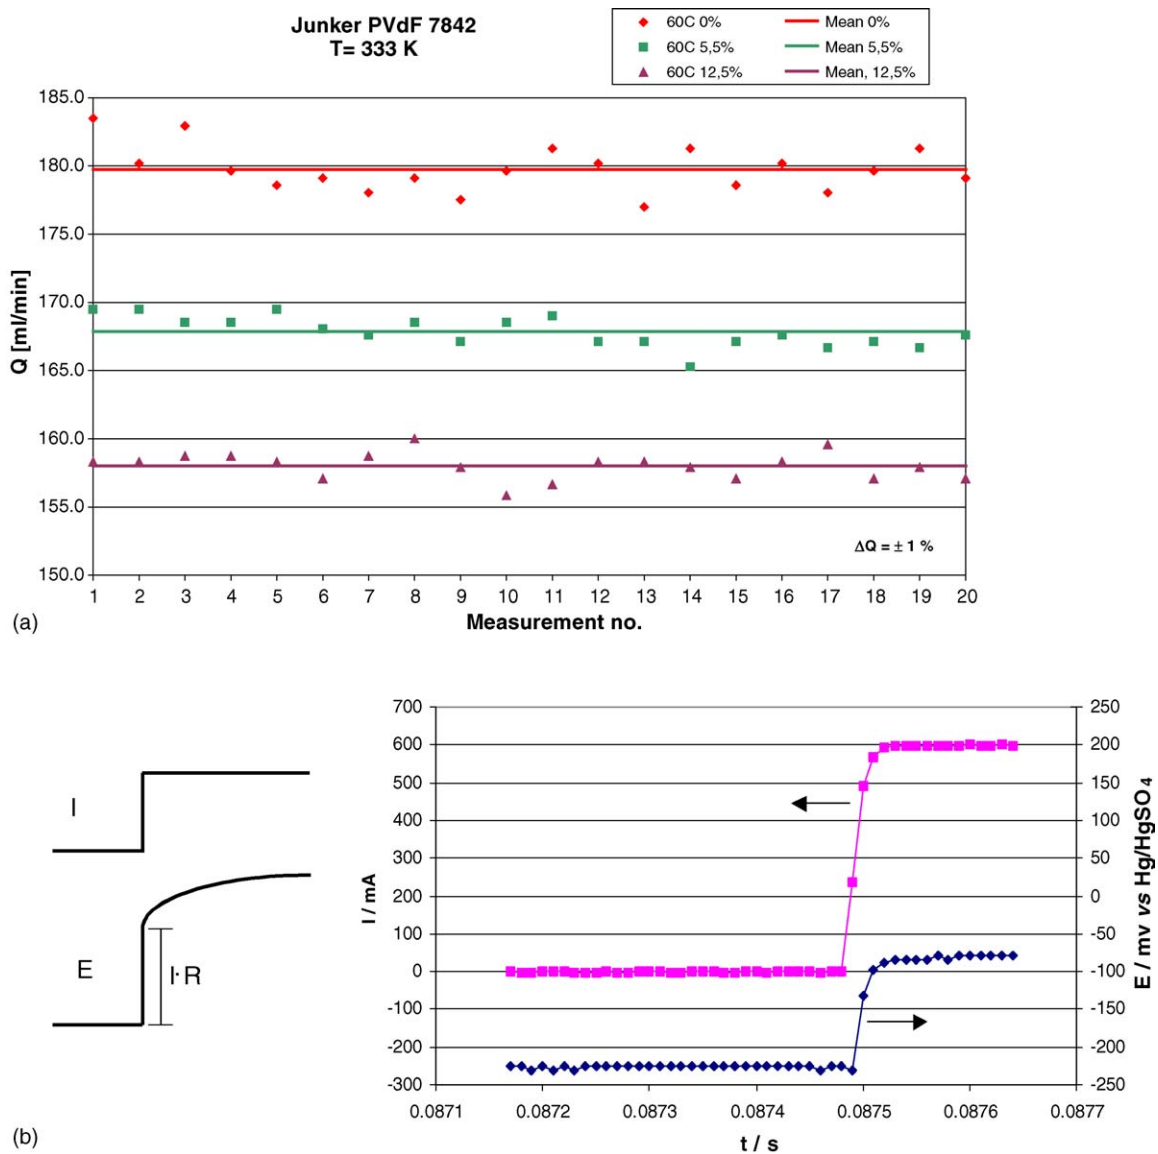 Junker PVdF 7842
T= 333 K
60C 0%
Mean 0%
60C 5,5%
Mean 5,5%
60C 12,5%
Mean, 12,5%
185.0
180.0
175.0
170.0
165.0
160.0
155.0
150.0
Q [ml/min]
ΔQ = ± 1 %
1 2 3 4 5 6 7 8 9 10 11 12 13 14 15 16 17 18 19 20
Measurement no.
(a)
I
E
I·R
700
600
500
400
300
200
100
0
-100
-200
-300
I / mA
250
200
150
100
50
0
-50
-100
-150
-200
-250
E / mv vs Hg/HgSO₄
0.0871 0.0872 0.0873 0.0874 0.0875 0.0876 0.0877
t / s
(b)